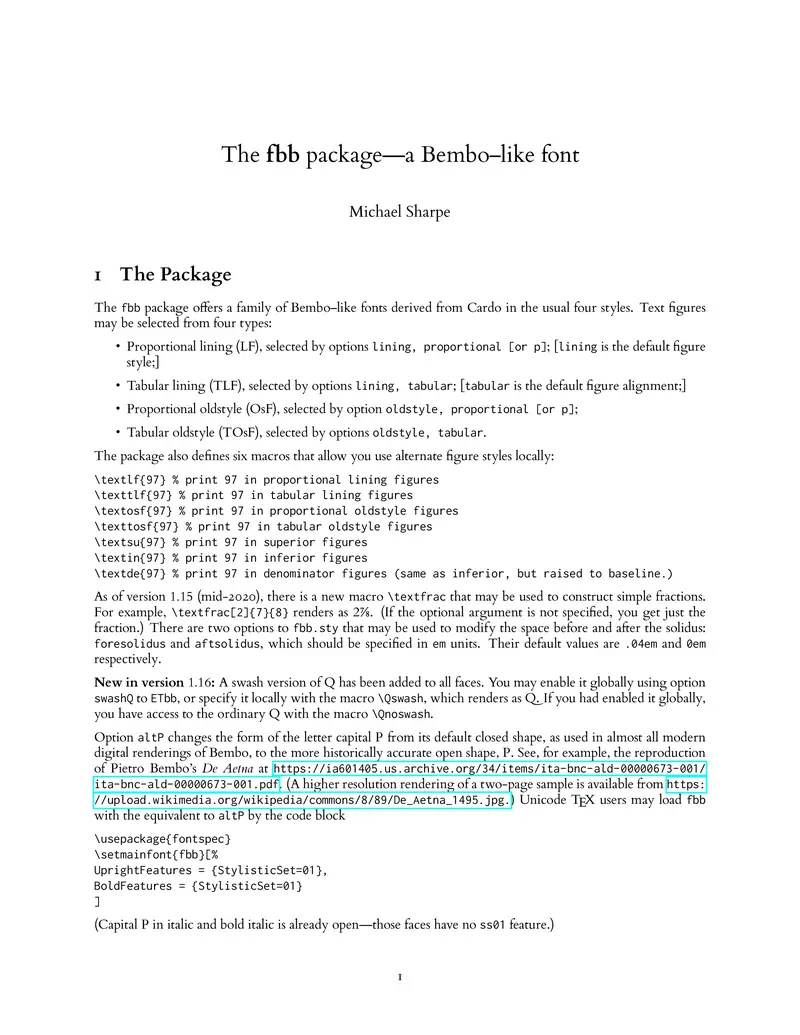 The fbb package—a Bembo–like font
Michael Sharpe
1 The Package
The fbb package offers a family of Bembo–like fonts derived from Cardo in the usual four styles. Text figures
may be selected from four types:
• Proportional lining (LF), selected by options lining, proportional [or p]; [lining is the default figure
style;]
• Tabular lining (TLF), selected by options lining, tabular; [tabular is the default figure alignment;]
• Proportional oldstyle (OsF), selected by option oldstyle, proportional [or p];
• Tabular oldstyle (TOsF), selected by options oldstyle, tabular.
The package also defines six macros that allow you use alternate figure styles locally:
\textlf{97} % print 97 in proportional lining figures
\texttlf{97} % print 97 in tabular lining figures
\textosf{97} % print 97 in proportional oldstyle figures
\texttosf{97} % print 97 in tabular oldstyle figures
\textsu{97} % print 97 in superior figures
\textin{97} % print 97 in inferior figures
\textde{97} % print 97 in denominator figures (same as inferior, but raised to baseline.)
As of version 1.15 (mid-2020), there is a new macro \textfrac that may be used to construct simple fractions.
For example, \textfrac[2]{7}{8} renders as 2⅞. (If the optional argument is not specified, you get just the
fraction.) There are two options to fbb.sty that may be used to modify the space before and after the solidus:
foresolidus and aftsolidus, which should be specified in em units. Their default values are .04em and 0em
respectively.
New in version 1.16: A swash version of Q has been added to all faces. You may enable it globally using option
swashQ to ETbb, or specify it locally with the macro \Qswash, which renders as Q. If you had enabled it globally,
you have access to the ordinary Q with the macro \Qnoswash.
Option altP changes the form of the letter capital P from its default closed shape, as used in almost all modern
digital renderings of Bembo, to the more historically accurate open shape, P. See, for example, the reproduction
of Pietro Bembo's De Aetna at https://ia601405.us.archive.org/34/items/ita-bnc-ald-00000673-001/
ita-bnc-ald-00000673-001.pdf. (A higher resolution rendering of a two-page sample is available from https:
//upload.wikimedia.org/wikipedia/commons/8/89/De_Aetna_1495.jpg.) Unicode TEX users may load fbb
with the equivalent to altP by the code block
\usepackage{fontspec}
\setmainfont{fbb}[%
UprightFeatures = {StylisticSet=01},
BoldFeatures = {StylisticSet=01}
]
(Capital P in italic and bold italic is already open—those faces have no ss01 feature.)
1